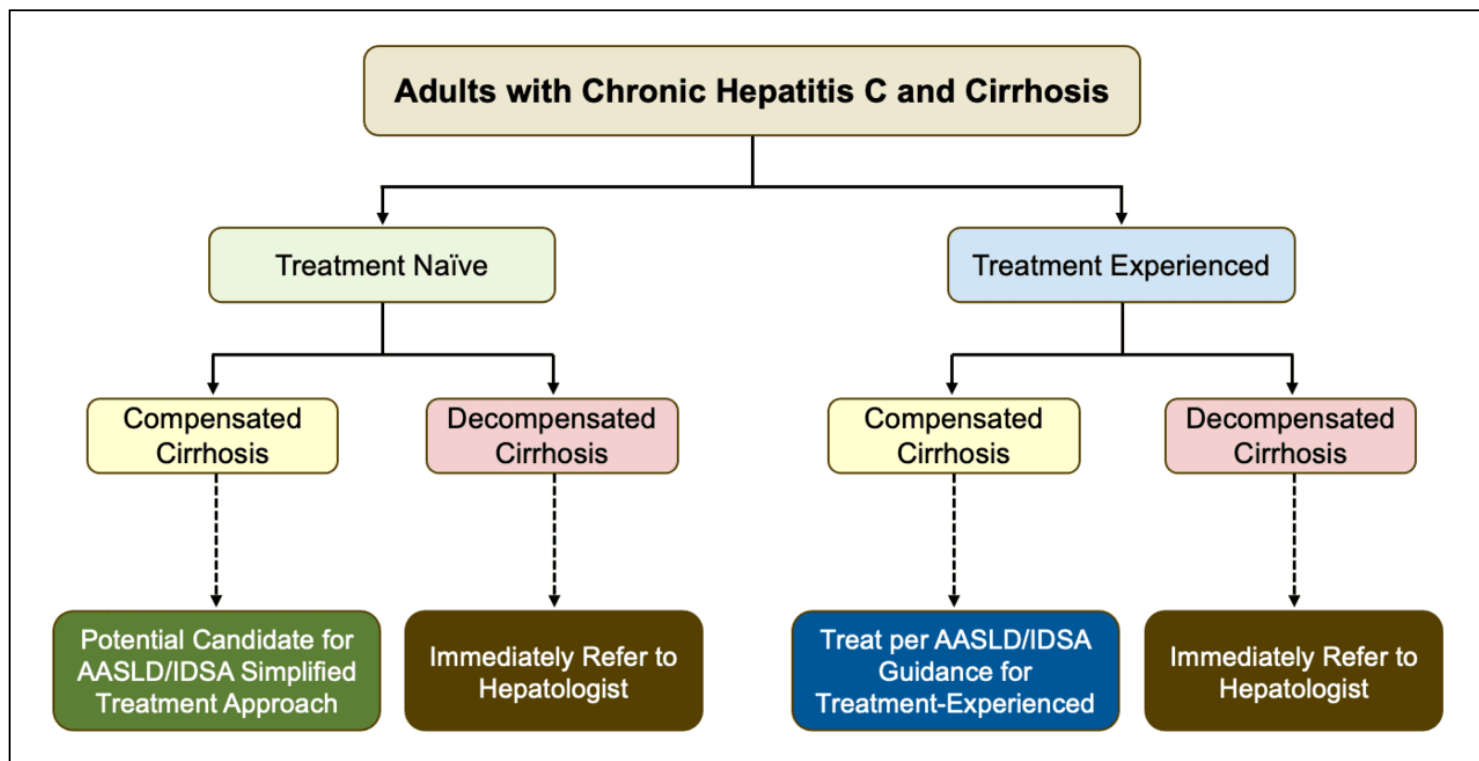 Adults with Chronic Hepatitis C and Cirrhosis
Treatment Naïve
Treatment Experienced
Compensated
Cirrhosis
Decompensated
Cirrhosis
Compensated
Cirrhosis
Decompensated
Cirrhosis
Potential Candidate for
AASLD/IDSA Simplified
Treatment Approach
Immediately Refer to
Hepatologist
Treat per AASLD/IDSA
Guidance for
Treatment-Experienced
Immediately Refer to
Hepatologist